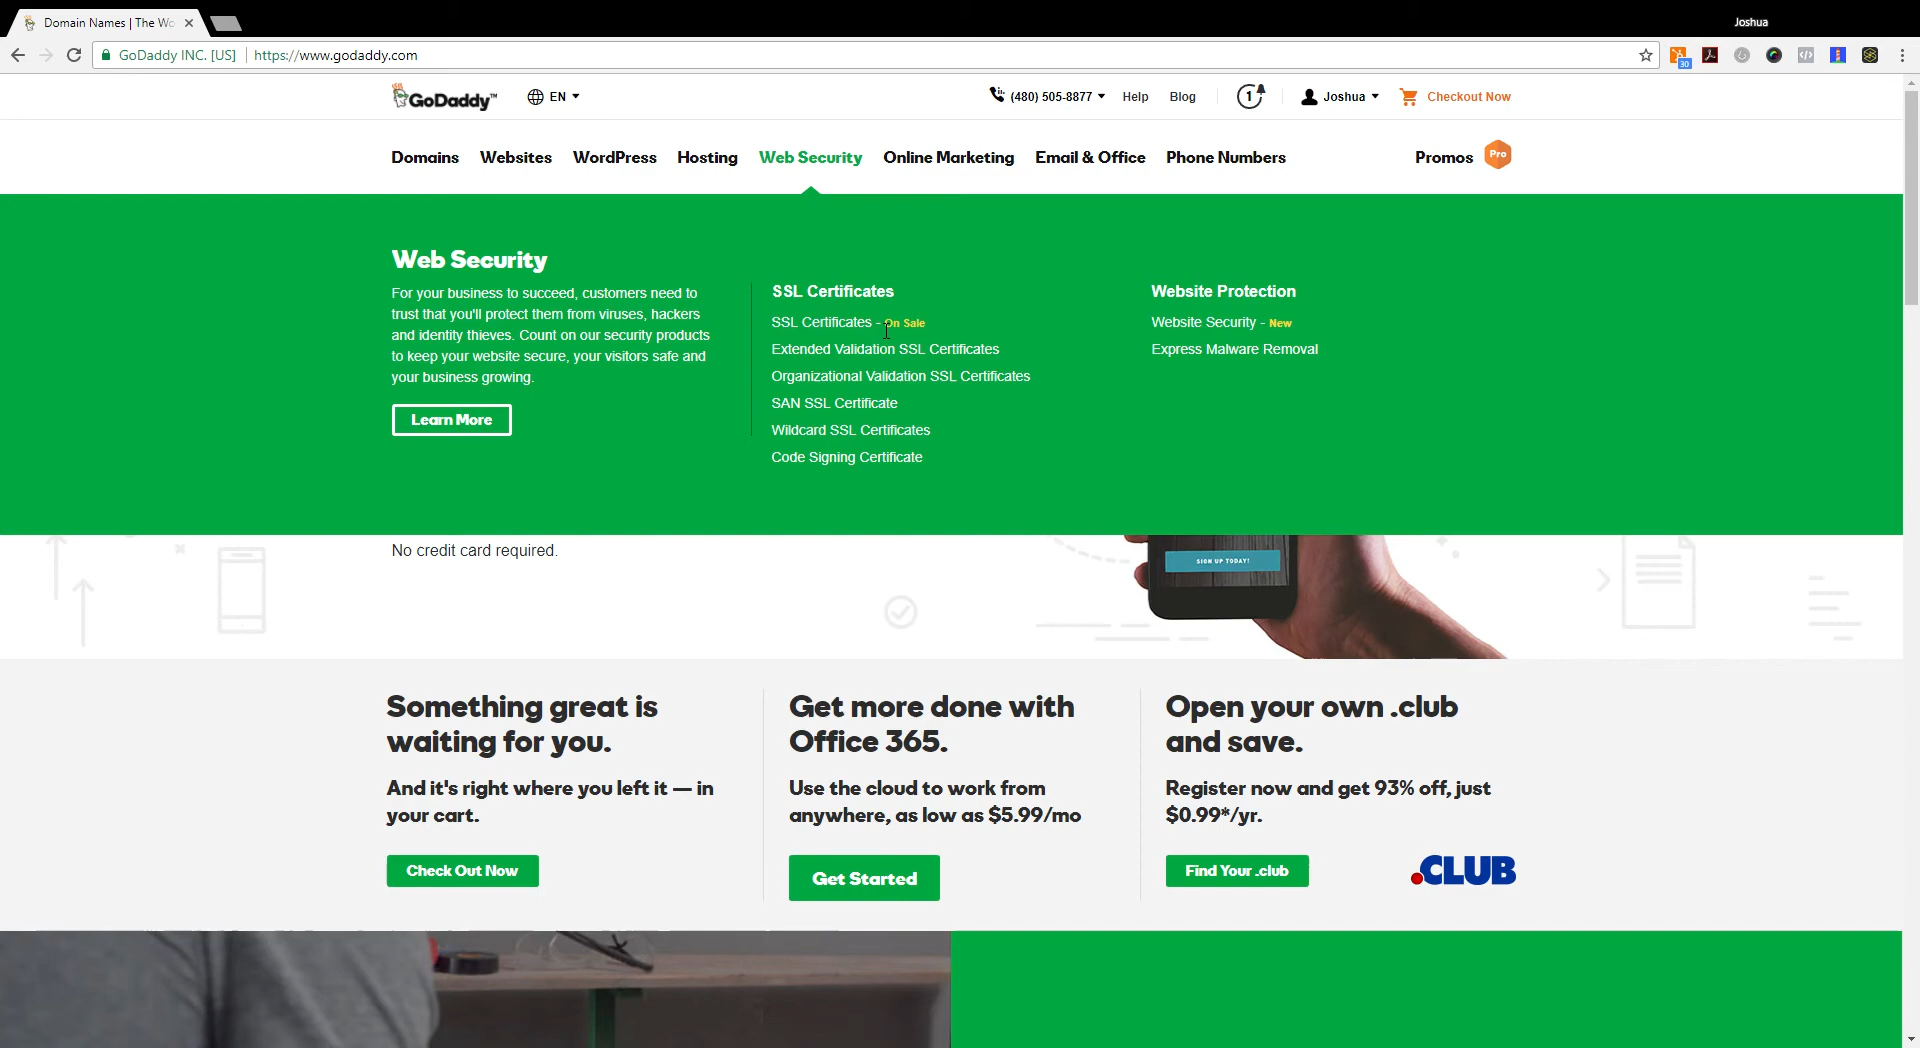 Domain Names | The Wo
Joshua
GoDaddy INC. [US]
https://www.godaddy.com
30
GoDaddy™
EN
(480) 505-8877
Help
Blog
1
Joshua
Checkout Now
Domains
Websites
WordPress
Hosting
Web Security
Online Marketing
Email & Office
Phone Numbers
Promos
Pro
Web Security
For your business to succeed, customers need to
trust that you'll protect them from viruses, hackers
and identity thieves. Count on our security products
to keep your website secure, your visitors safe and
your business growing.
Learn More
SSL Certificates
SSL Certificates - On Sale
Extended Validation SSL Certificates
Organizational Validation SSL Certificates
SAN SSL Certificate
Wildcard SSL Certificates
Code Signing Certificate
Website Protection
Website Security - New
Express Malware Removal
No credit card required.
SIGN UP TODAY!
Something great is
waiting for you.
And it's right where you left it — in
your cart.
Check Out Now
Get more done with
Office 365.
Use the cloud to work from
anywhere, as low as $5.99/mo
Get Started
Open your own .club
and save.
Register now and get 93% off, just
$0.99*/yr.
Find Your .club
.CLUB